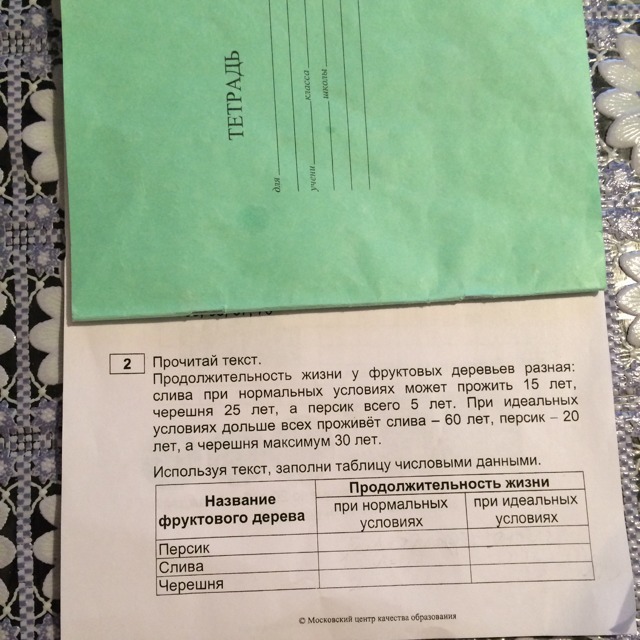 ТЕТРАДЬ
для
учени класса
школы
2 Прочитай текст.
Продолжительность жизни у фруктовых деревьев разная:
слива при нормальных условиях может прожить 15 лет,
черешня 25 лет, а персик всего 5 лет. При идеальных
условиях дольше всех проживёт слива – 60 лет, персик – 20
лет, а черешня максимум 30 лет.
Используя текст, заполни таблицу числовыми данными.
Название
фруктового дерева
Продолжительность жизни
при нормальных
условиях
при идеальных
условиях
Персик
Слива
Черешня
© Московский центр качества образования